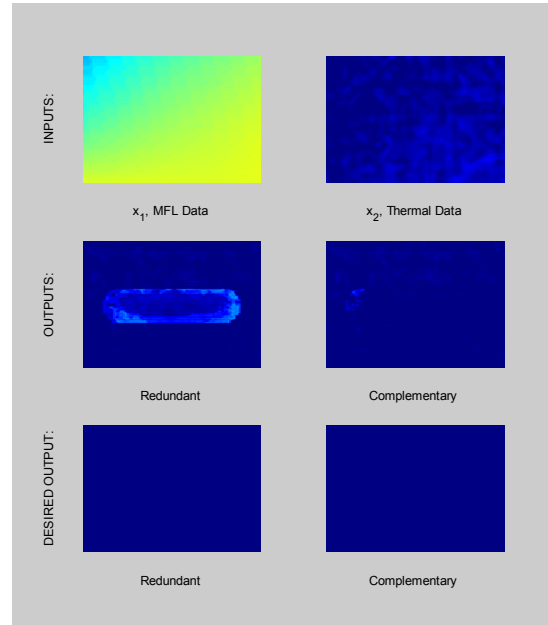 INPUTS:
x1, MFL Data
x2, Thermal Data
OUTPUTS:
Redundant
Complementary
DESIRED OUTPUT:
Redundant
Complementary